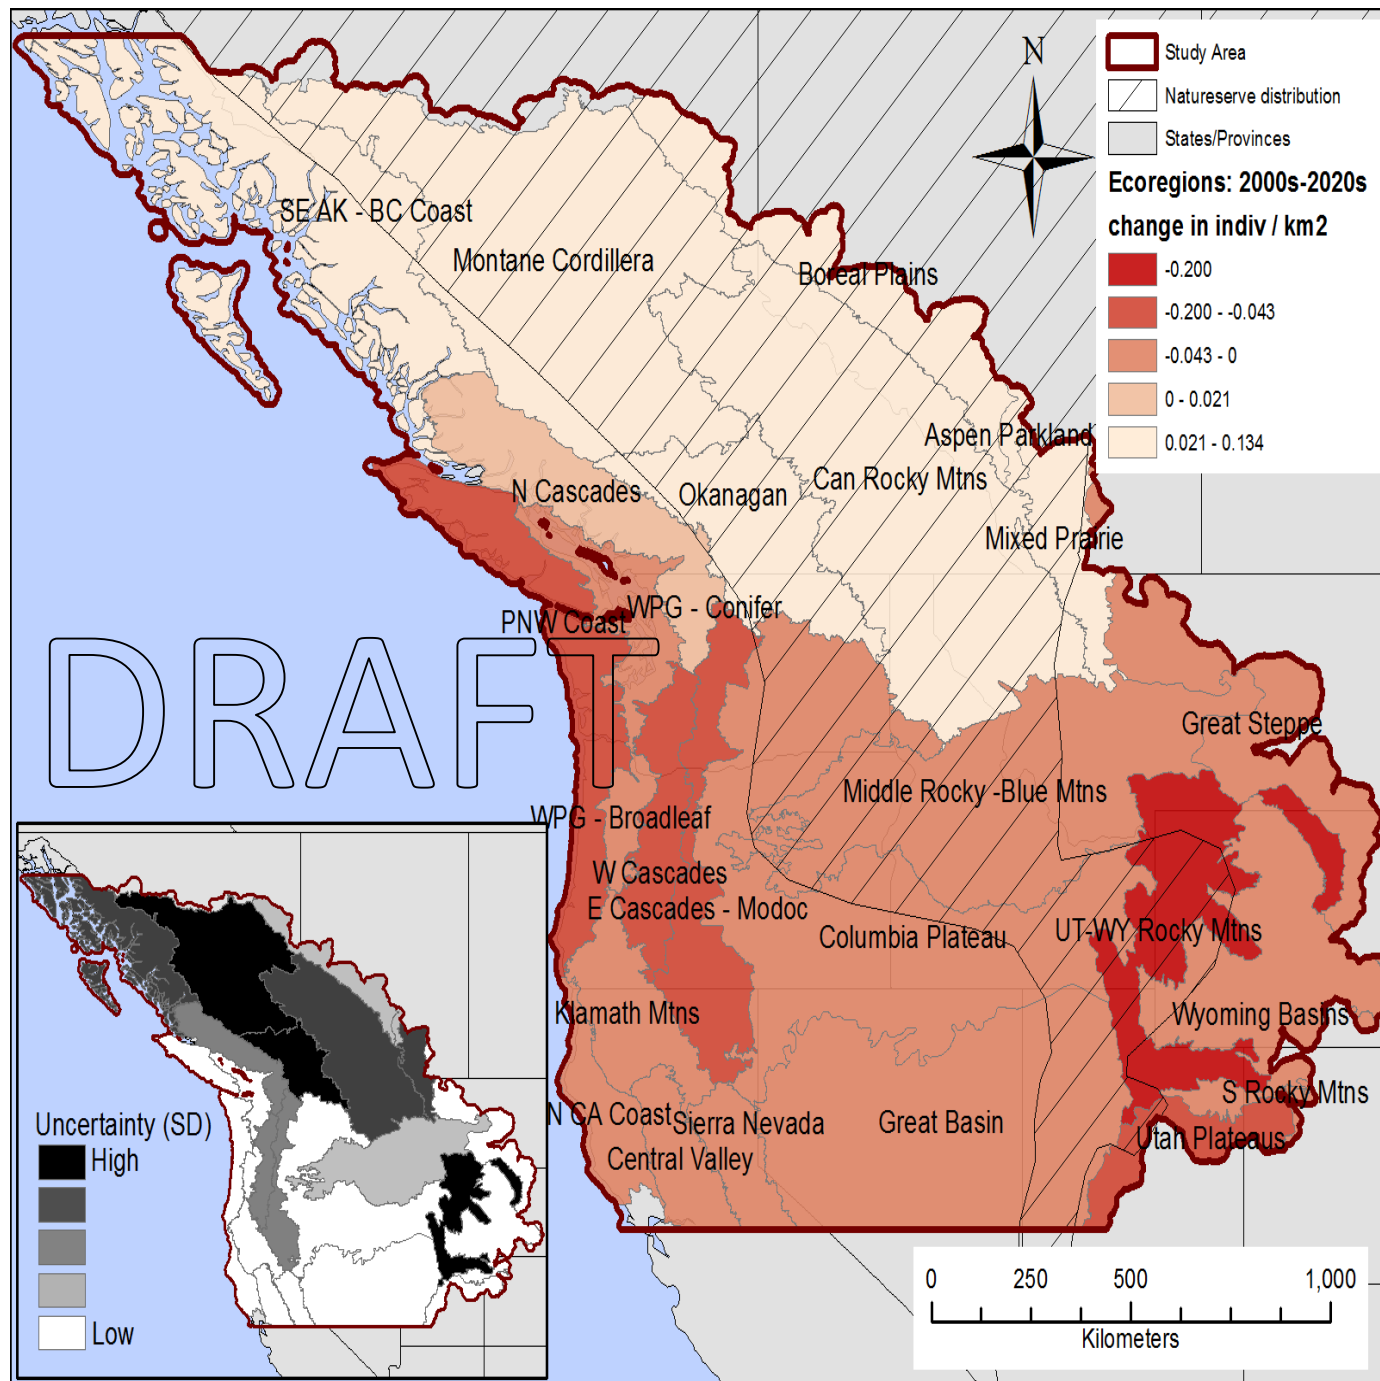 N
Study Area
Natureserve distribution
States/Provinces
Ecoregions: 2000s-2020s
change in indiv / km2
-0.200
-0.200 - -0.043
-0.043 - 0
0 - 0.021
0.021 - 0.134
SE AK - BC Coast
Montane Cordillera
Boreal Plains
Aspen Parkland
Can Rocky Mtns
N Cascades
Okanagan
Mixed Prairie
WPG - Conifer
PNW Coast
DRAFT
Great Steppe
Middle Rocky -Blue Mtns
WPG - Broadleaf
W Cascades
E Cascades - Modoc
Columbia Plateau
UT-WY Rocky Mtns
Klamath Mtns
Wyoming Basins
S Rocky Mtns
N CA Coast
Sierra Nevada
Great Basin
Utah Plateaus
Central Valley
Uncertainty (SD)
High
Low
0 250 500 1,000
Kilometers